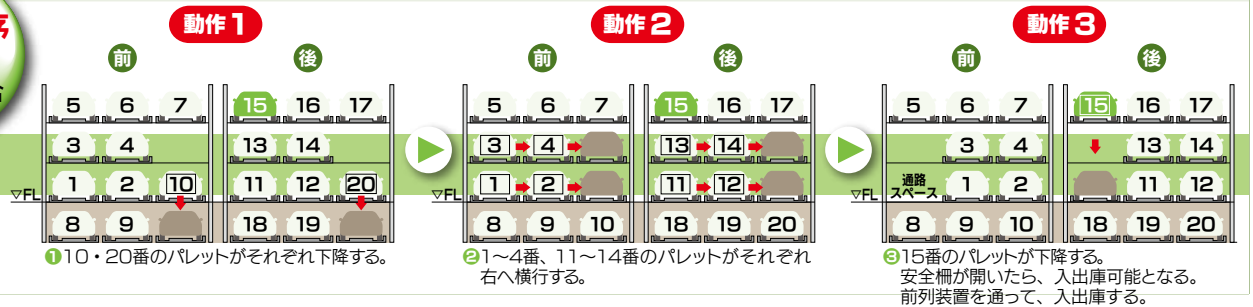 動作1
前 後
5 6 7 15 16 17
3 4 13 14
1 2 10 11 12 20
▽FL
8 9 18 19
❶10・20番のパレットがそれぞれ下降する。
動作2
前 後
5 6 7 15 16 17
3 4 13 14
1 2 11 12
▽FL
8 9 10 18 19 20
❷1〜4番、11〜14番のパレットがそれぞれ
右へ横行する。
動作3
前 後
5 6 7 15 16 17
3 4 13 14
通路
スペース 1 2 11 12
▽FL
8 9 10 18 19 20
❸15番のパレットが下降する。
安全柵が開いたら、入出庫可能となる。
前列装置を通って、入出庫する。